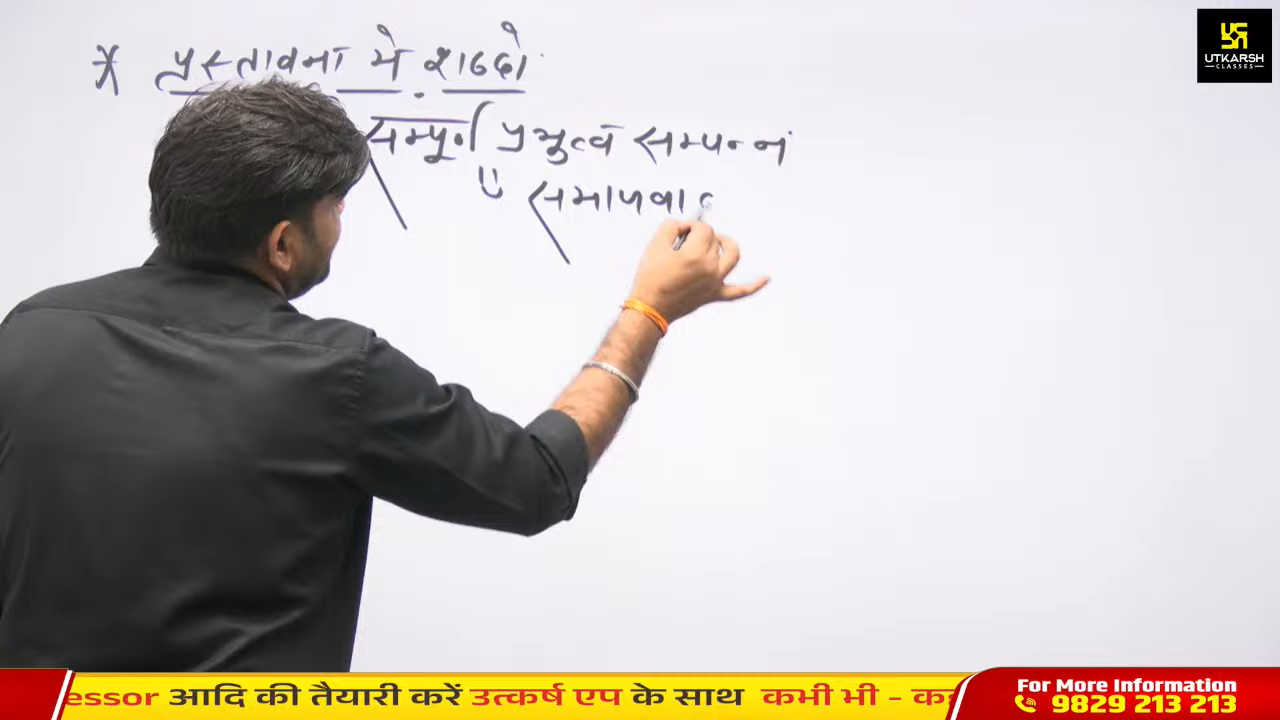 * प्रस्तावना में शब्दों
सम्पूर्ण प्रभुत्व सम्पन्न
समाजवाद
UTKARSH
CLASSES
essor आदि की तैयारी करें उत्कर्ष एप के साथ कभी भी - कह
For More Information
9829 213 213